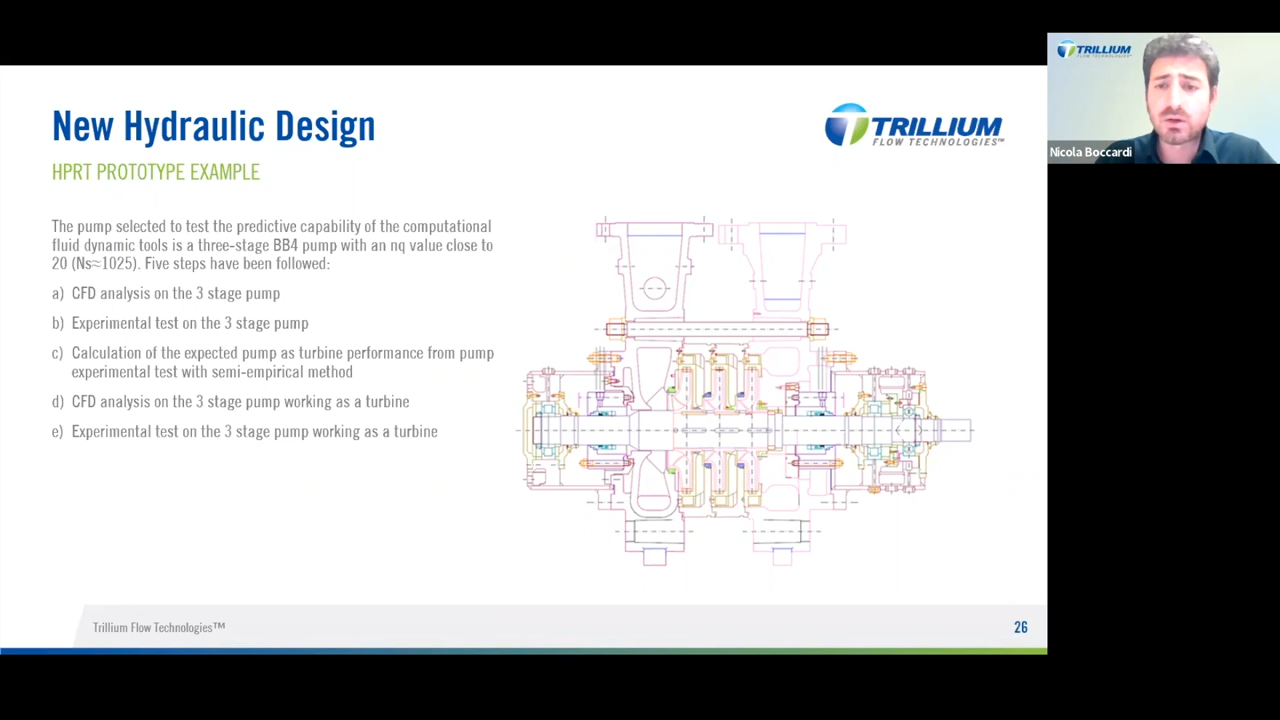 New Hydraulic Design
HPRT PROTOTYPE EXAMPLE
TRILLIUM
FLOW TECHNOLOGIES™
The pump selected to test the predictive capability of the computational
fluid dynamic tools is a three-stage BB4 pump with an nq value close to
20 (Ns≈1025). Five steps have been followed:
a) CFD analysis on the 3 stage pump
b) Experimental test on the 3 stage pump
c) Calculation of the expected pump as turbine performance from pump
experimental test with semi-empirical method
d) CFD analysis on the 3 stage pump working as a turbine
e) Experimental test on the 3 stage pump working as a turbine
Trillium Flow Technologies™
26
TRILLIUM
FLOW TECHNOLOGIES
Nicola Boccardi